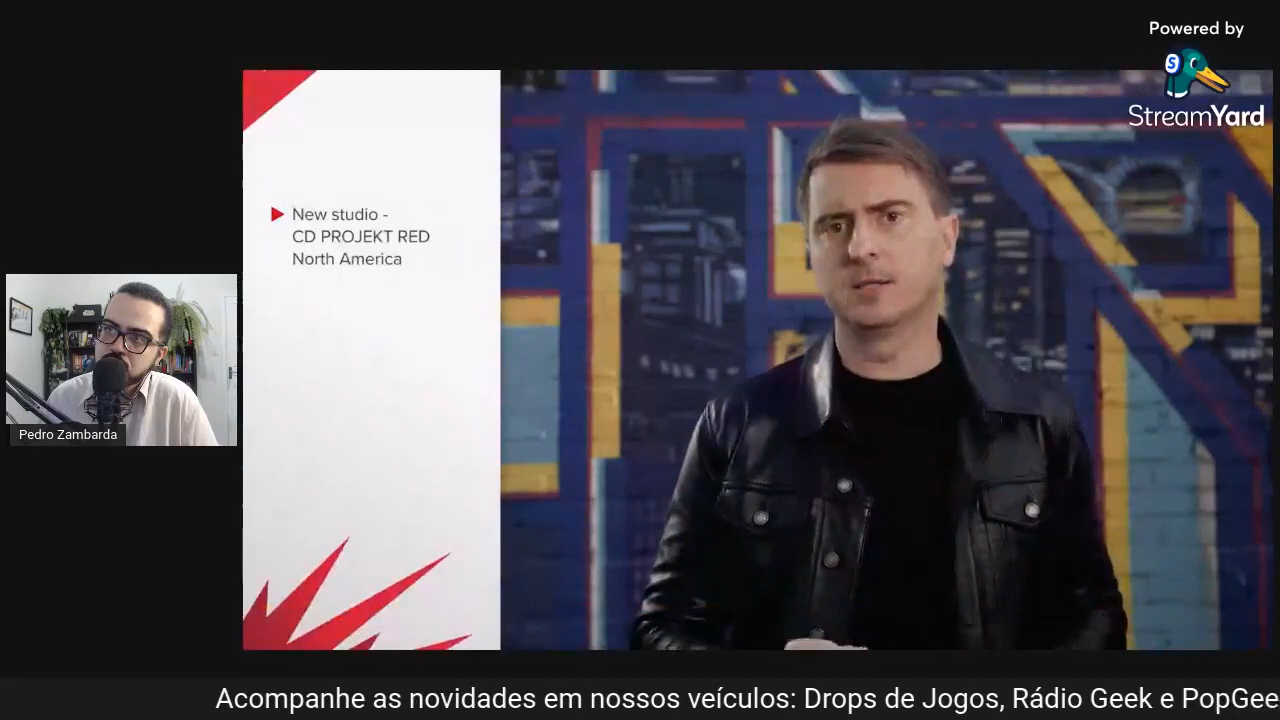 Powered by
S
StreamYard
New studio -
CD PROJEKT RED
North America
Pedro Zambarda
Acompanhe as novidades em nossos veículos: Drops de Jogos, Rádio Geek e PopGee